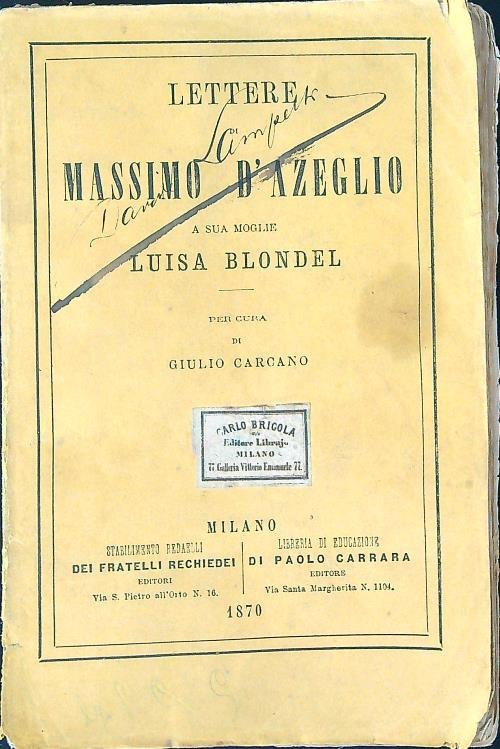 LETTERE
DI
MASSIMO D'AZEGLIO
A SUA MOGLIE
LUISA BLONDEL
PER CURA
DI
GIULIO CARCANO
CARLO BRIGOLA
Editore Librajo
MILANO
77. Galleria Vittorio Emanuele 77.
MILANO
STABILIMENTO REDAELLI
DEI FRATELLI RECHIEDEI
EDITORI
Via S. Pietro all'Orto N. 16.
LIBRERIA DI EDUCAZIONE
DI PAOLO CARRARA
EDITORE
Via Santa Margherita N. 1104.
1870